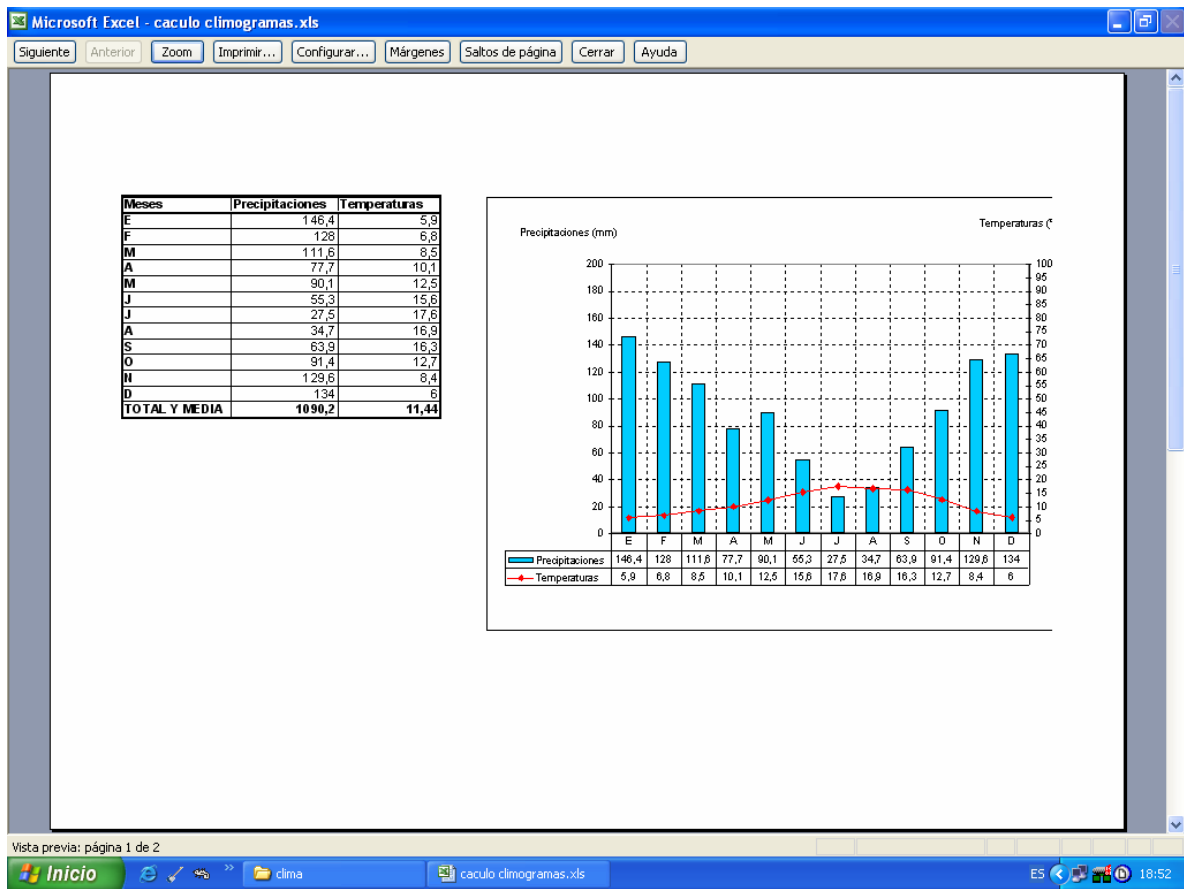 Microsoft Excel - caculo climogramas.xls
Siguiente Anterior Zoom Imprimir... Configurar... Márgenes Saltos de página Cerrar Ayuda
Meses Precipitaciones Temperaturas
E 146,4 5,9
F 128 6,8
M 111,6 8,5
A 77,7 10,1
M 90,1 12,5
J 55,3 15,6
J 27,5 17,6
A 34,7 16,9
S 63,9 16,3
O 91,4 12,7
N 129,6 8,4
D 134 6
TOTAL Y MEDIA 1090,2 11,44
Precipitaciones (mm)
Temperaturas (º
200
180
160
140
120
100
80
60
40
20
0
100
95
90
85
80
75
70
65
60
55
50
45
40
35
30
25
20
15
10
5
0
E F M A M J J A S O N D
Precipitaciones 146,4 128 111,6 77,7 90,1 55,3 27,5 34,7 63,9 91,4 129,6 134
Temperaturas 5,9 6,8 8,5 10,1 12,5 15,6 17,6 16,9 16,3 12,7 8,4 6
Vista previa: página 1 de 2
Inicio clima caculo climogramas.xls ES 18:52